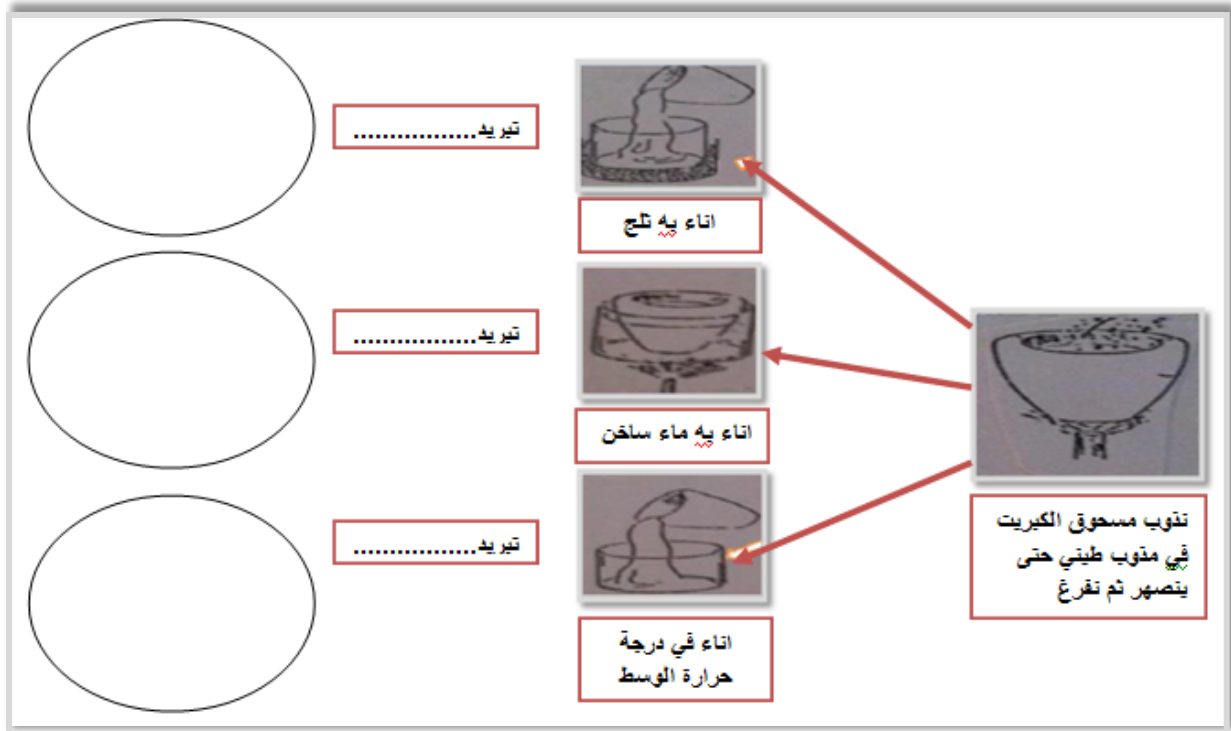 تبريد.................
اناء به ثلج
تبريد.................
اناء به ماء ساخن
تبريد.................
اناء في درجة
حرارة الوسط
نذوب مسحوق الكبريت
في مذوب طيني حتى
ينصهر ثم نفرغ